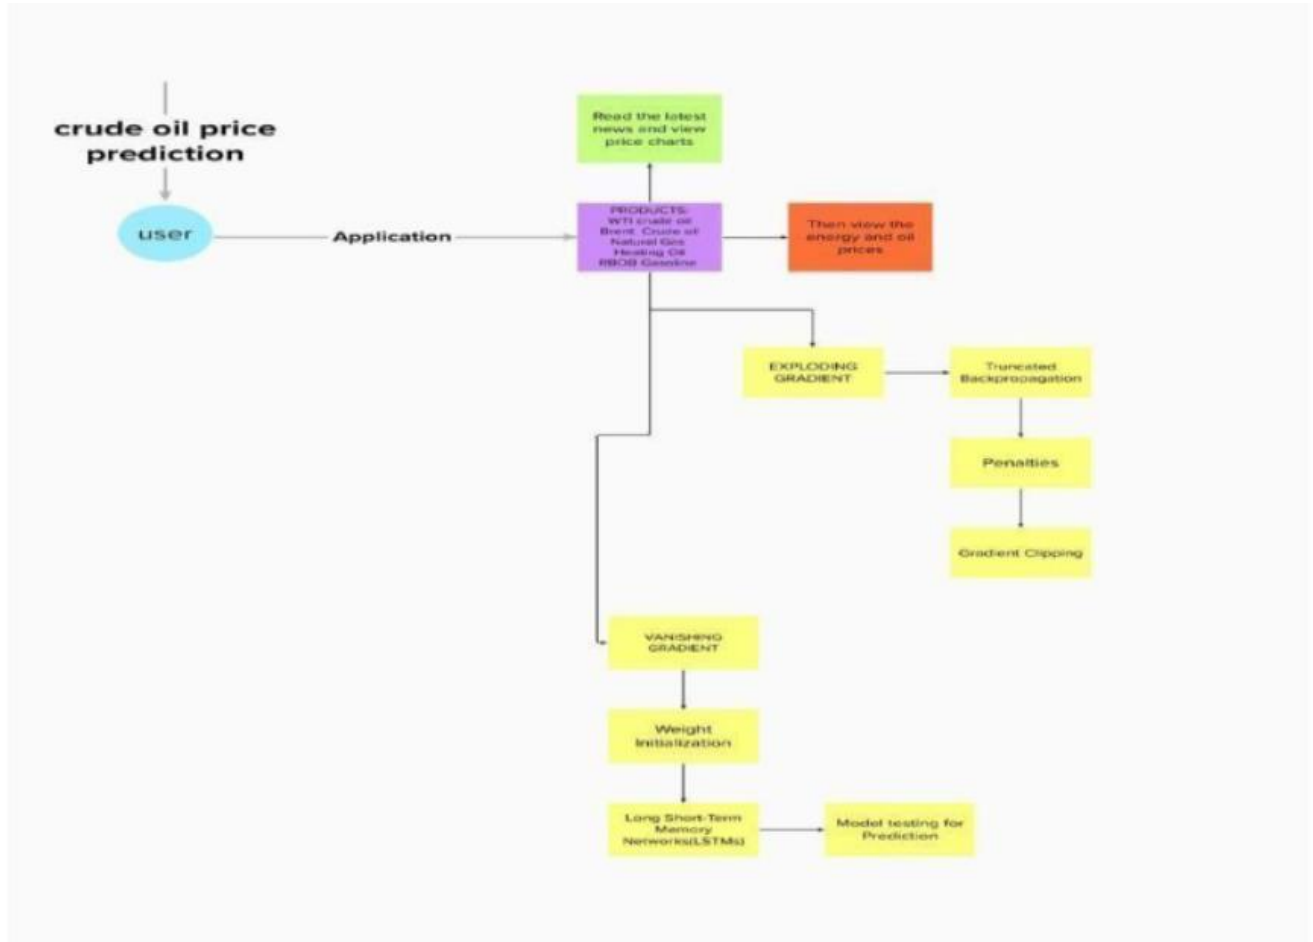 crude oil price
prediction
Read the latest
news and view
price charts
user
Application
PRODUCTS:
WTI crude oil
Brent Crude oil
Natural Gas
Heating Oil
RBOB Gasoline
Then view the
energy and oil
prices
EXPLODING
GRADIENT
Truncated
Backpropagation
Penalties
Gradient Clipping
VANISHING
GRADIENT
Weight
Initialization
Long Short-Term
Memory
Networks(LSTMs)
Model testing for
Prediction